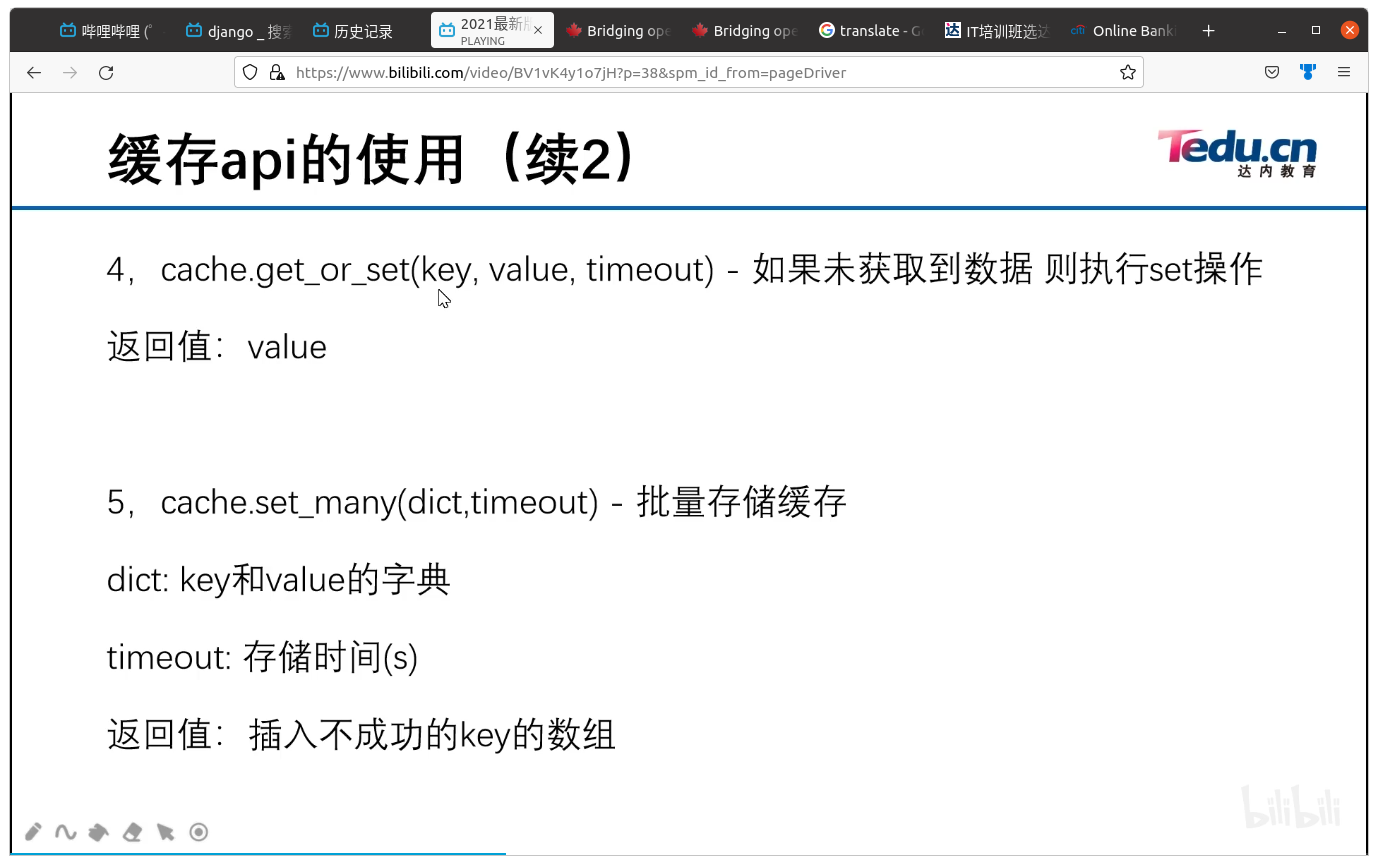 哔哩哔哩 (゜
django _ 搜索
历史记录
2021最新版
PLAYING
Bridging ope
Bridging ope
translate - G
IT培训班选达
citi Online Bank
https://www.bilibili.com/video/BV1vK4y1o7jH?p=38&spm_id_from=pageDriver
缓存api的使用（续2）
Tedu.cn
达内教育
4，cache.get_or_set(key, value, timeout) - 如果未获取到数据 则执行set操作
返回值：value
5，cache.set_many(dict,timeout) - 批量存储缓存
dict: key和value的字典
timeout: 存储时间(s)
返回值：插入不成功的key的数组
bilibili